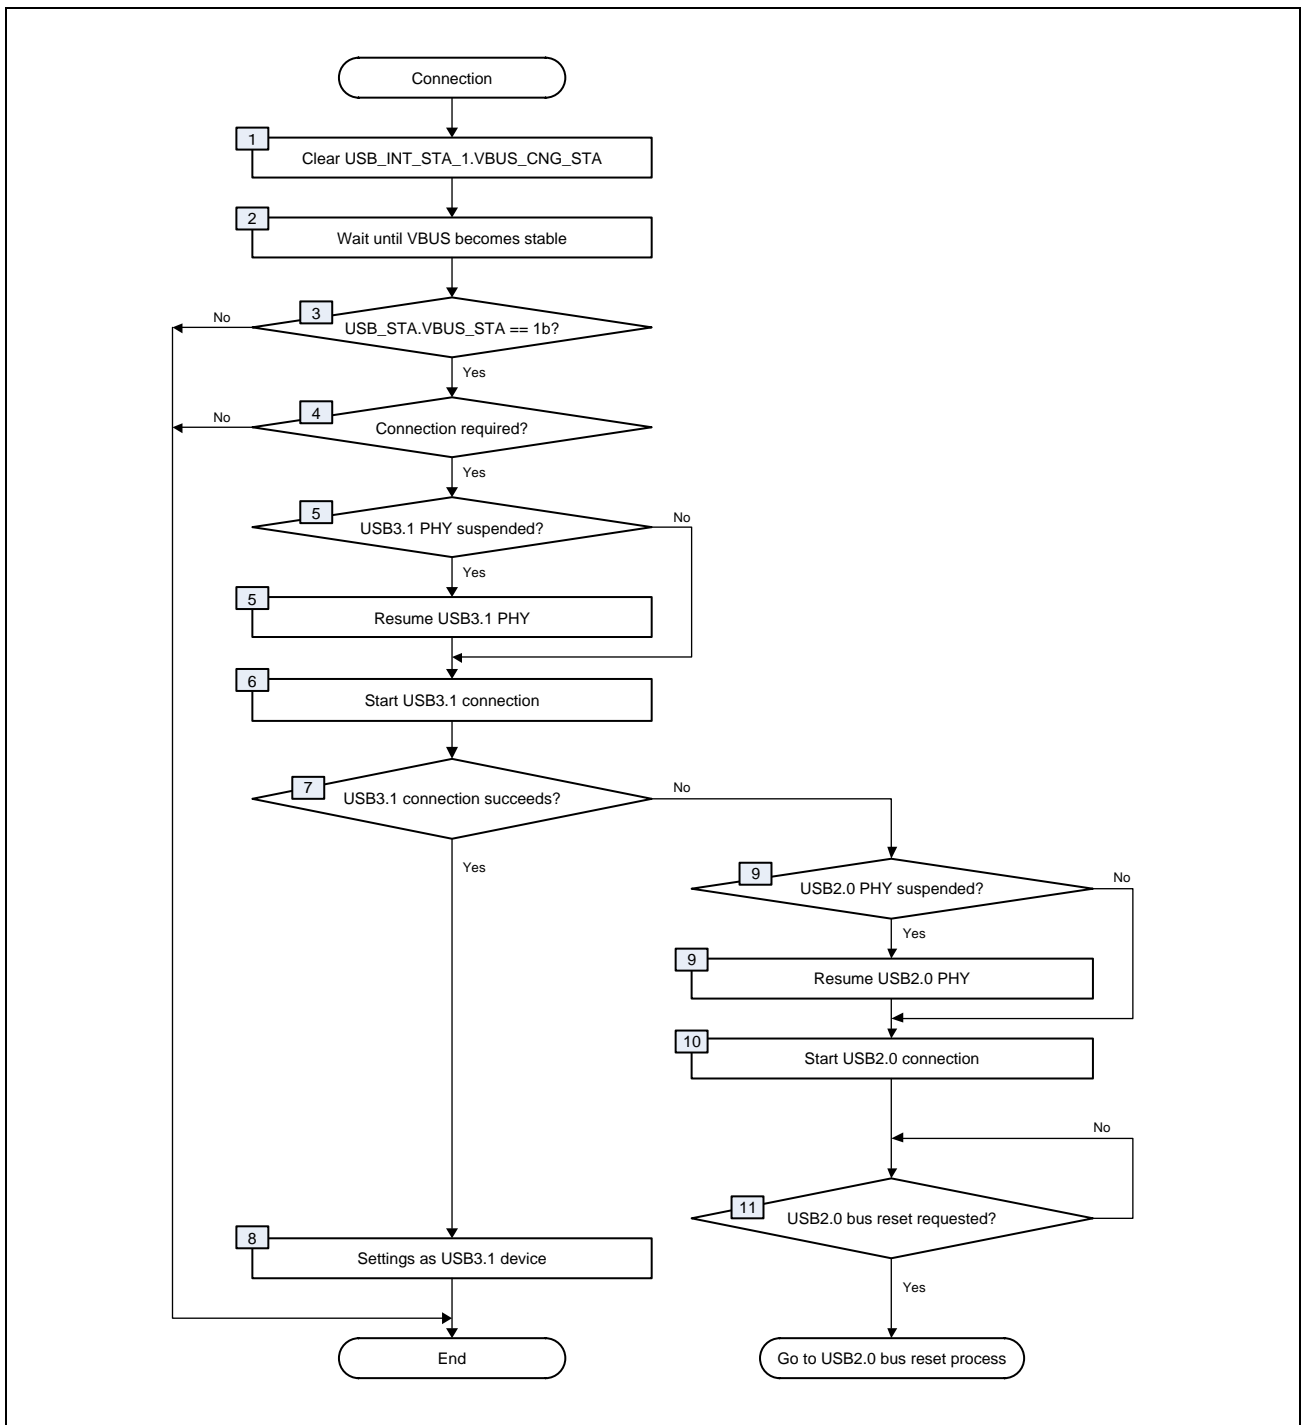 Connection
1
Clear USB_INT_STA_1.VBUS_CNG_STA
2
Wait until VBUS becomes stable
3
No
USB_STA.VBUS_STA == 1b?
Yes
4
No
Connection required?
Yes
5
No
USB3.1 PHY suspended?
Yes
5
Resume USB3.1 PHY
6
Start USB3.1 connection
7
No
USB3.1 connection succeeds?
Yes
9
No
USB2.0 PHY suspended?
Yes
9
Resume USB2.0 PHY
10
Start USB2.0 connection
No
11
USB2.0 bus reset requested?
8
Settings as USB3.1 device
Yes
End
Go to USB2.0 bus reset process